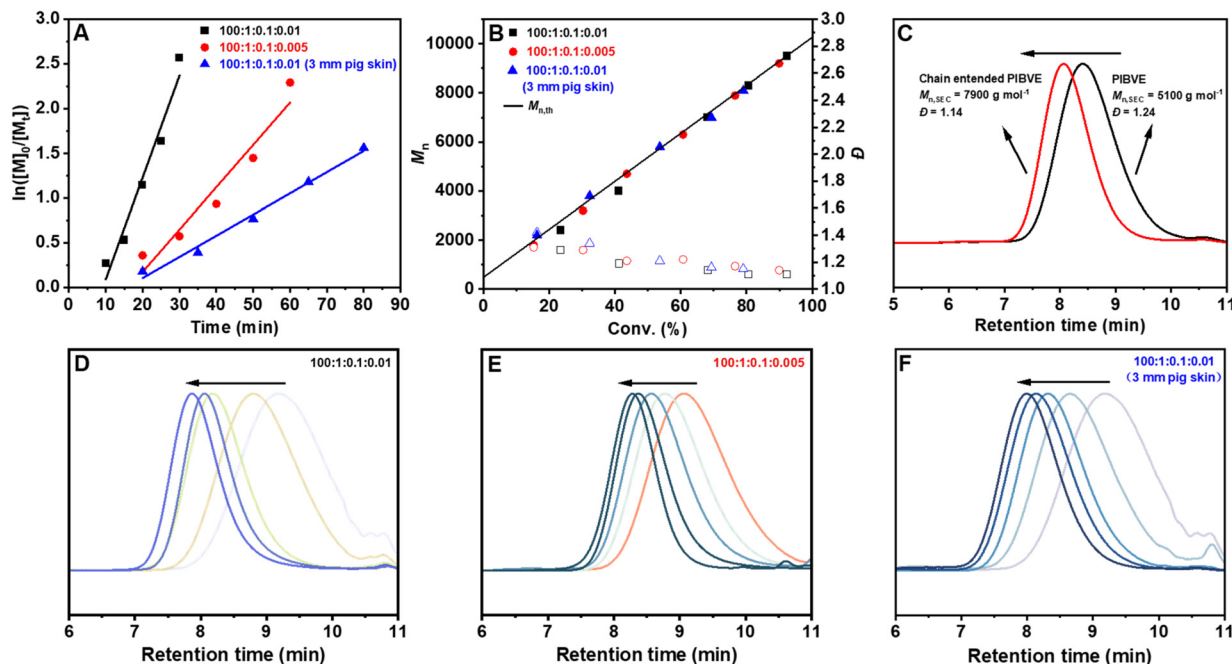 A
100:1:0.1:0.01
100:1:0.1:0.005
100:1:0.1:0.01 (3 mm pig skin)
ln([M]0/[Mt])
3.0
2.5
2.0
1.5
1.0
0.5
0.0
0 10 20 30 40 50 60 70 80 90
Time (min)
B
100:1:0.1:0.01
100:1:0.1:0.005
100:1:0.1:0.01
(3 mm pig skin)
Mn,th
Mn
10000
8000
6000
4000
2000
0
3.0
2.8
2.6
2.4
2.2
2.0
1.8
1.6
1.4
1.2
1.0
Đ
0 20 40 60 80 100
Conv. (%)
C
Chain entended PIBVE
Mn,SEC = 7900 g mol-1
Đ = 1.14
PIBVE
Mn,SEC = 5100 g mol-1
Đ = 1.24
5 6 7 8 9 10 11
Retention time (min)
D
100:1:0.1:0.01
6 7 8 9 10 11
Retention time (min)
E
100:1:0.1:0.005
6 7 8 9 10 11
Retention time (min)
F
100:1:0.1:0.01
（3 mm pig skin）
6 7 8 9 10 11
Retention time (min)